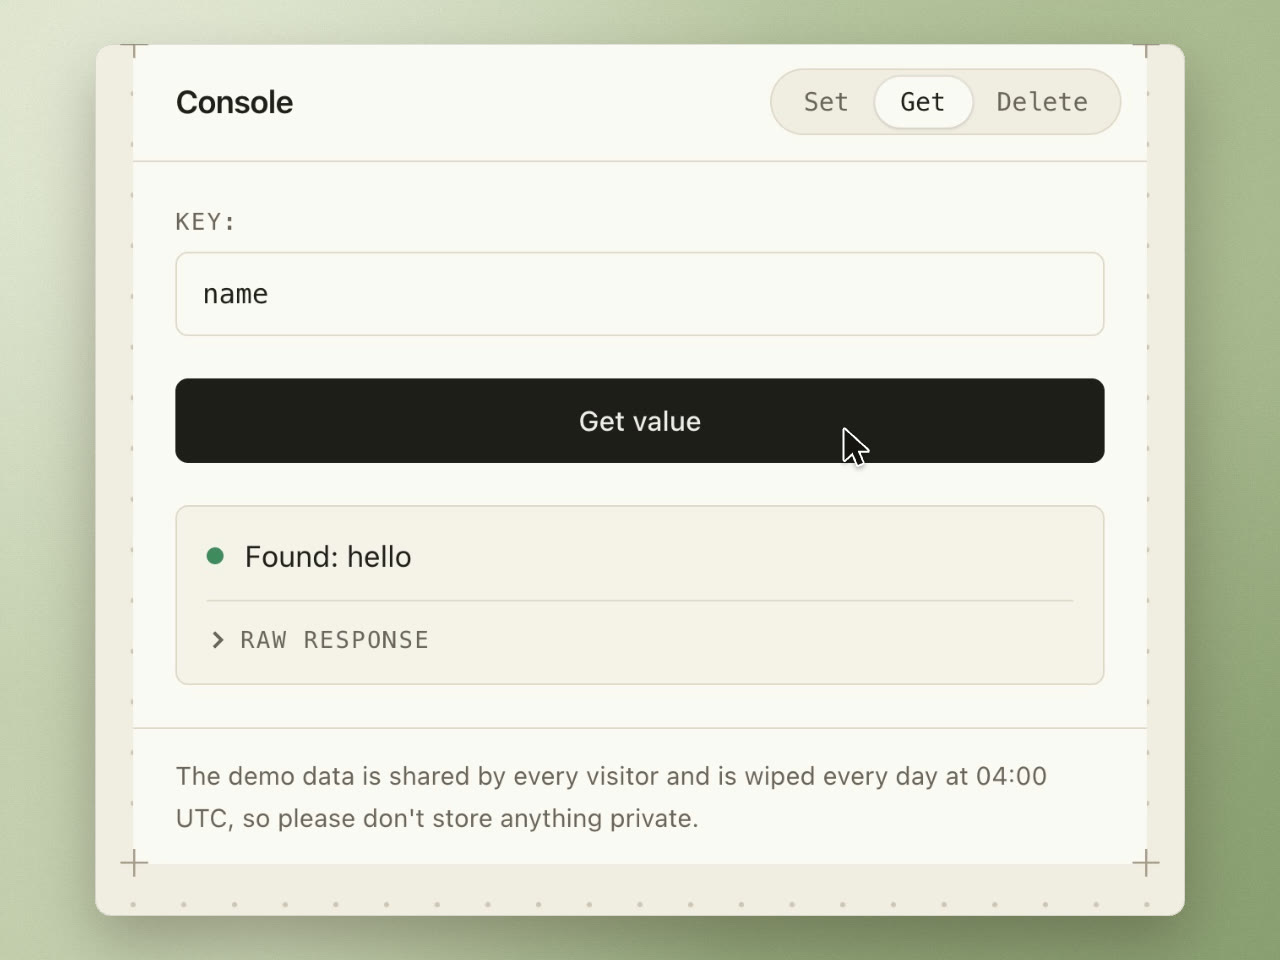 Console
Set Get Delete
KEY:
name
Get value
Found: hello
RAW RESPONSE
The demo data is shared by every visitor and is wiped every day at 04:00
UTC, so please don't store anything private.